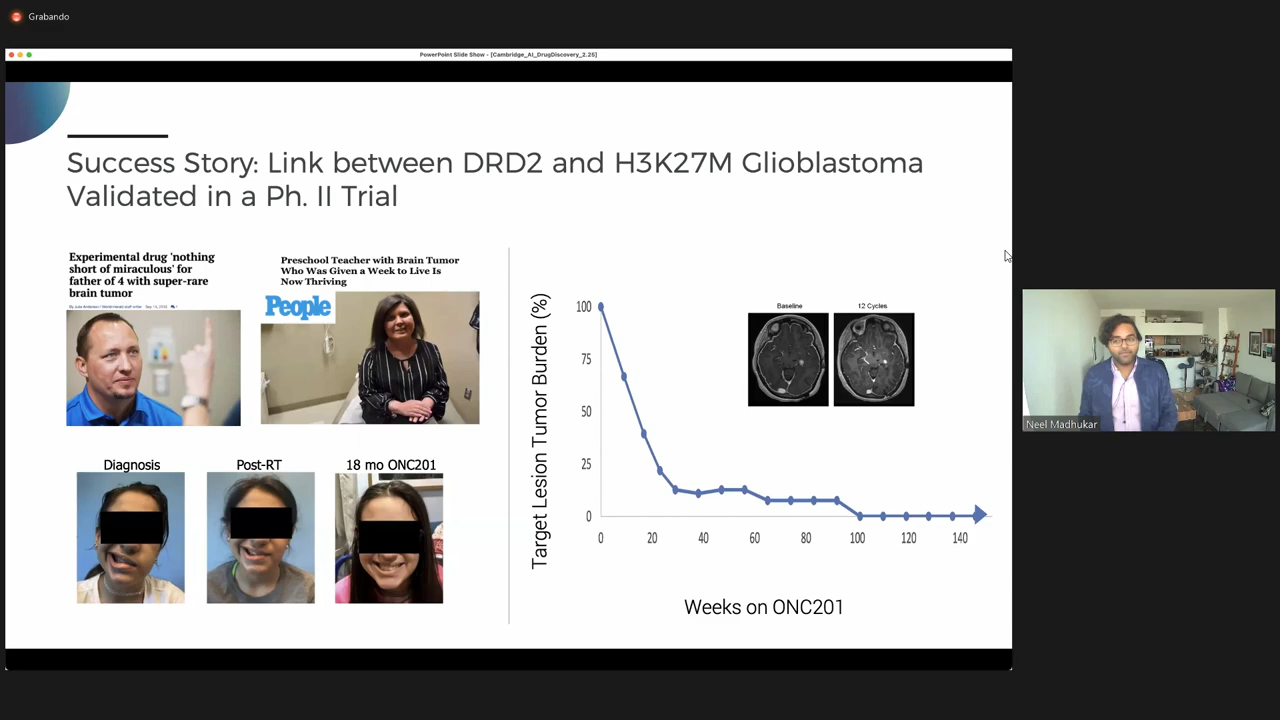 Grabando
PowerPoint Slide Show - [Cambridge_AI_DrugDiscovery_2.25]
Success Story: Link between DRD2 and H3K27M Glioblastoma
Validated in a Ph. II Trial
Experimental drug 'nothing
short of miraculous' for
father of 4 with super-rare
brain tumor
Preschool Teacher with Brain Tumor
Who Was Given a Week to Live Is
Now Thriving
People
Diagnosis
Post-RT
18 mo ONC201
Target Lesion Tumor Burden (%)
100
75
50
25
0
0
20
40
60
80
100
120
140
Weeks on ONC201
Baseline
12 Cycles
Neel Madhukar